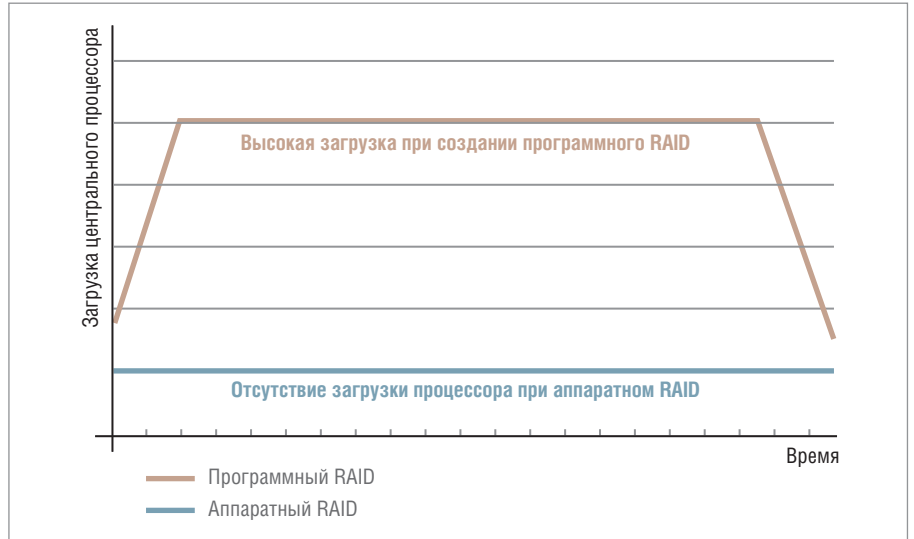 Загрузка центрального процессора
Высокая загрузка при создании программного RAID
Отсутствие загрузки процессора при аппаратном RAID
Время
Программный RAID
Аппаратный RAID